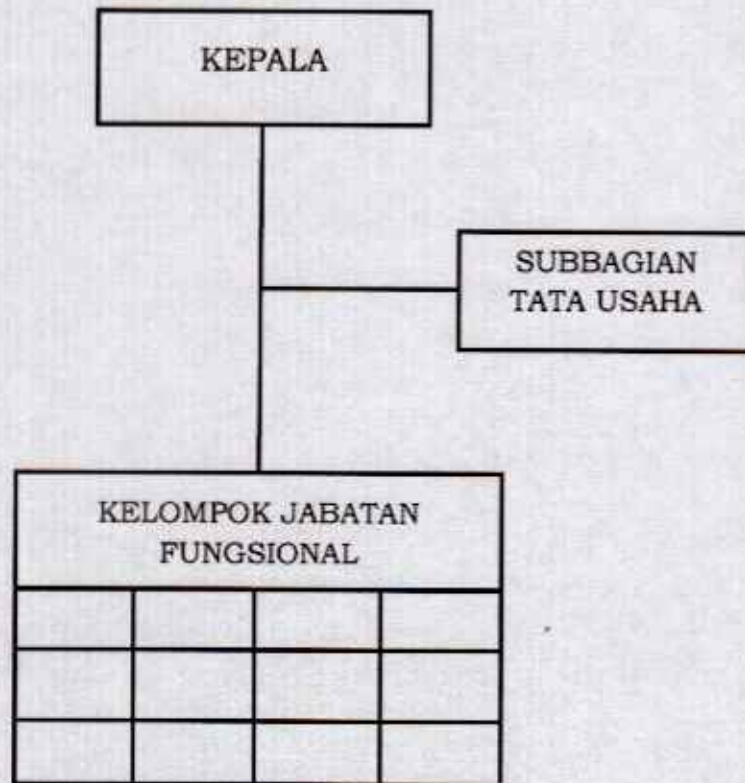 KEPALA
SUBBAGIAN
TATA USAHA
KELOMPOK JABATAN
FUNGSIONAL